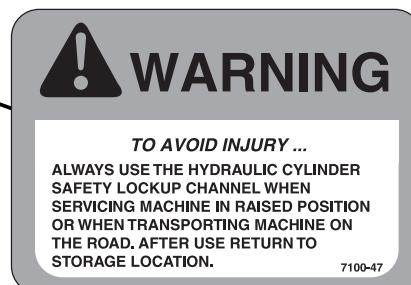 WARNING
TO AVOID INJURY ...
ALWAYS USE THE HYDRAULIC CYLINDER
SAFETY LOCKUP CHANNEL WHEN
SERVICING MACHINE IN RAISED POSITION
OR WHEN TRANSPORTING MACHINE ON
THE ROAD. AFTER USE RETURN TO
STORAGE LOCATION.
7100-47